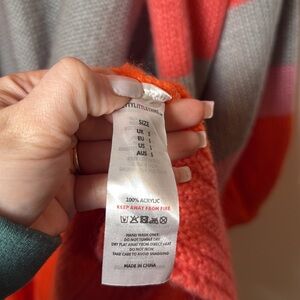 SIZE
UK S
EU S
US S
AUS S
100% ACRYLIC
KEEP AWAY FROM FIRE
HAND WASH ONLY
DO NOT TUMBLE DRY
DRY FLAT AWAY FROM DIRECT HEAT
DO NOT IRON
TAKE CARE TO AVOID SNAGGING
MADE IN CHINA